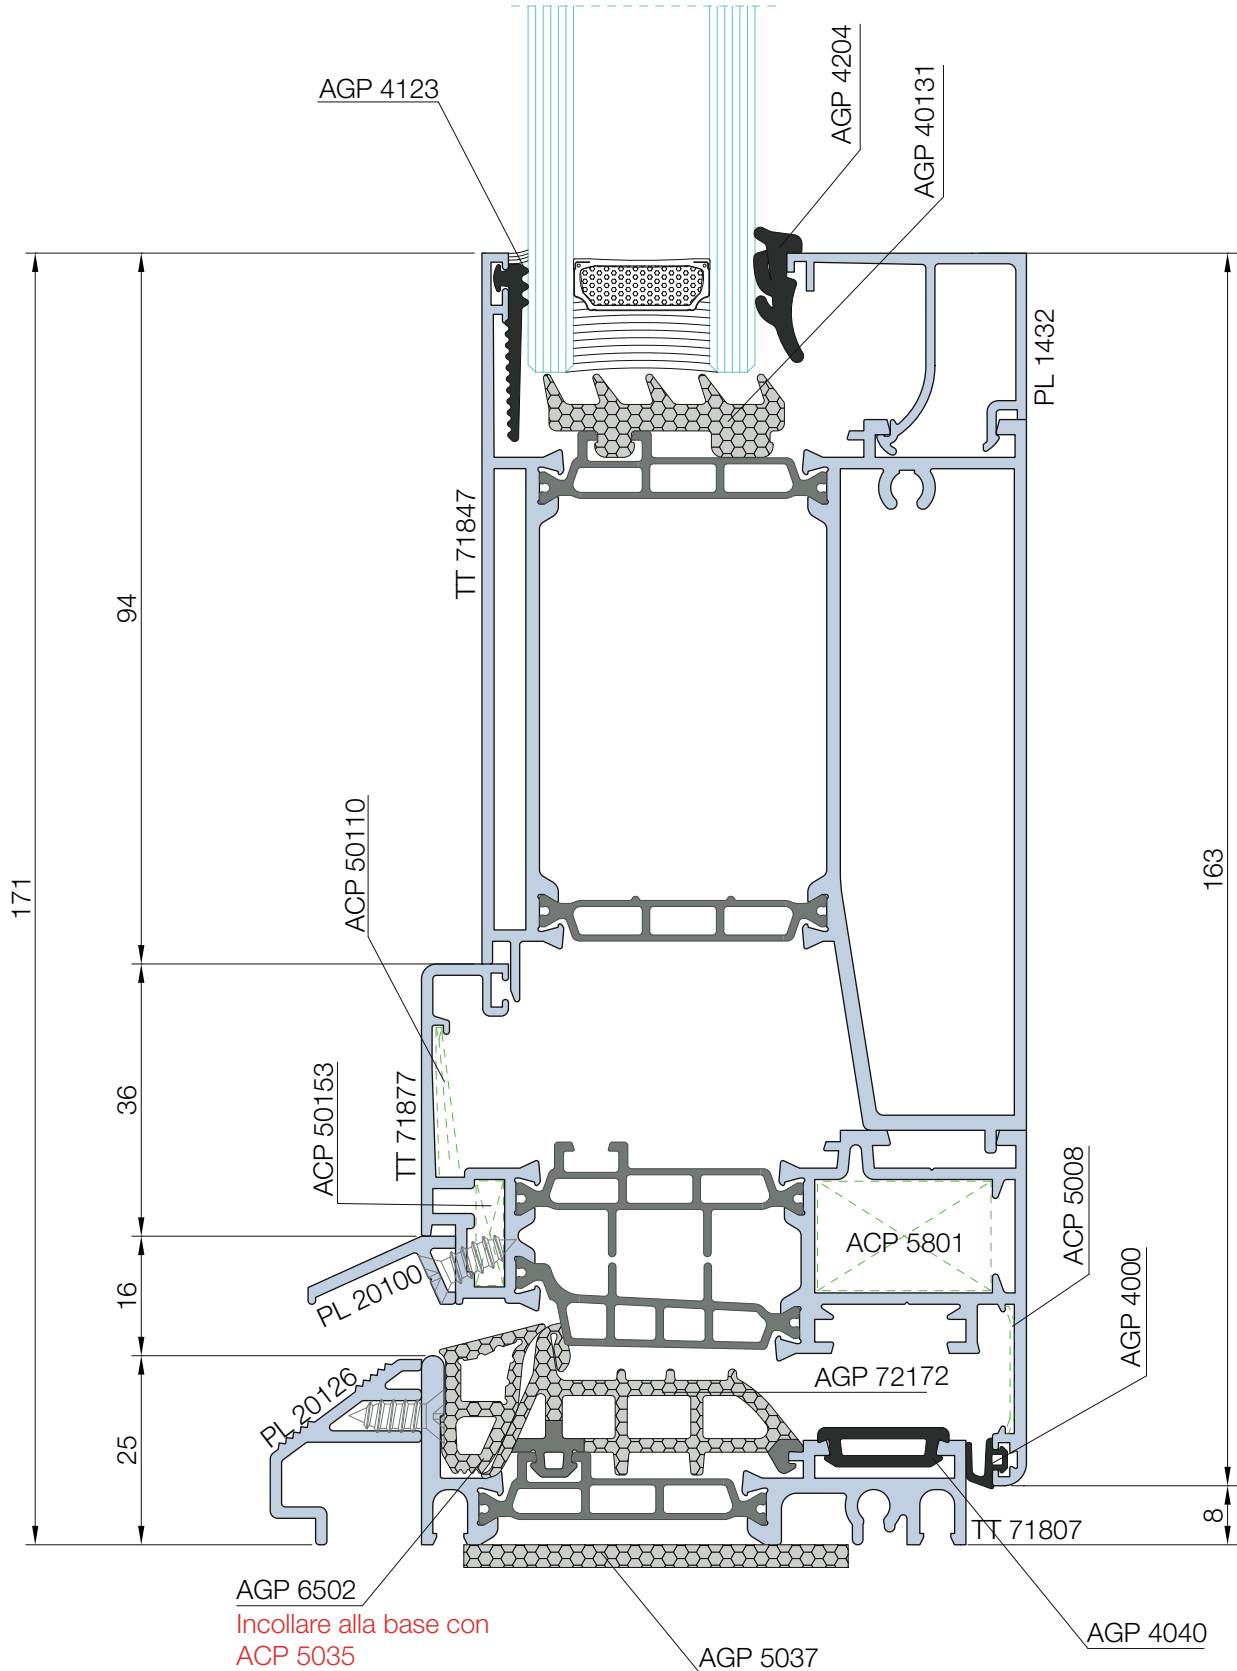 AGP 4123
AGP 4204
AGP 40131
PL 1432
TT 71847
94
171
163
ACP 50110
36
ACP 50153
TT 71877
ACP 5008
ACP 5801
AGP 4000
16
PL 20100
AGP 72172
PL 20126
25
8
TT 71807
AGP 6502
Incollare alla base con
ACP 5035
AGP 5037
AGP 4040